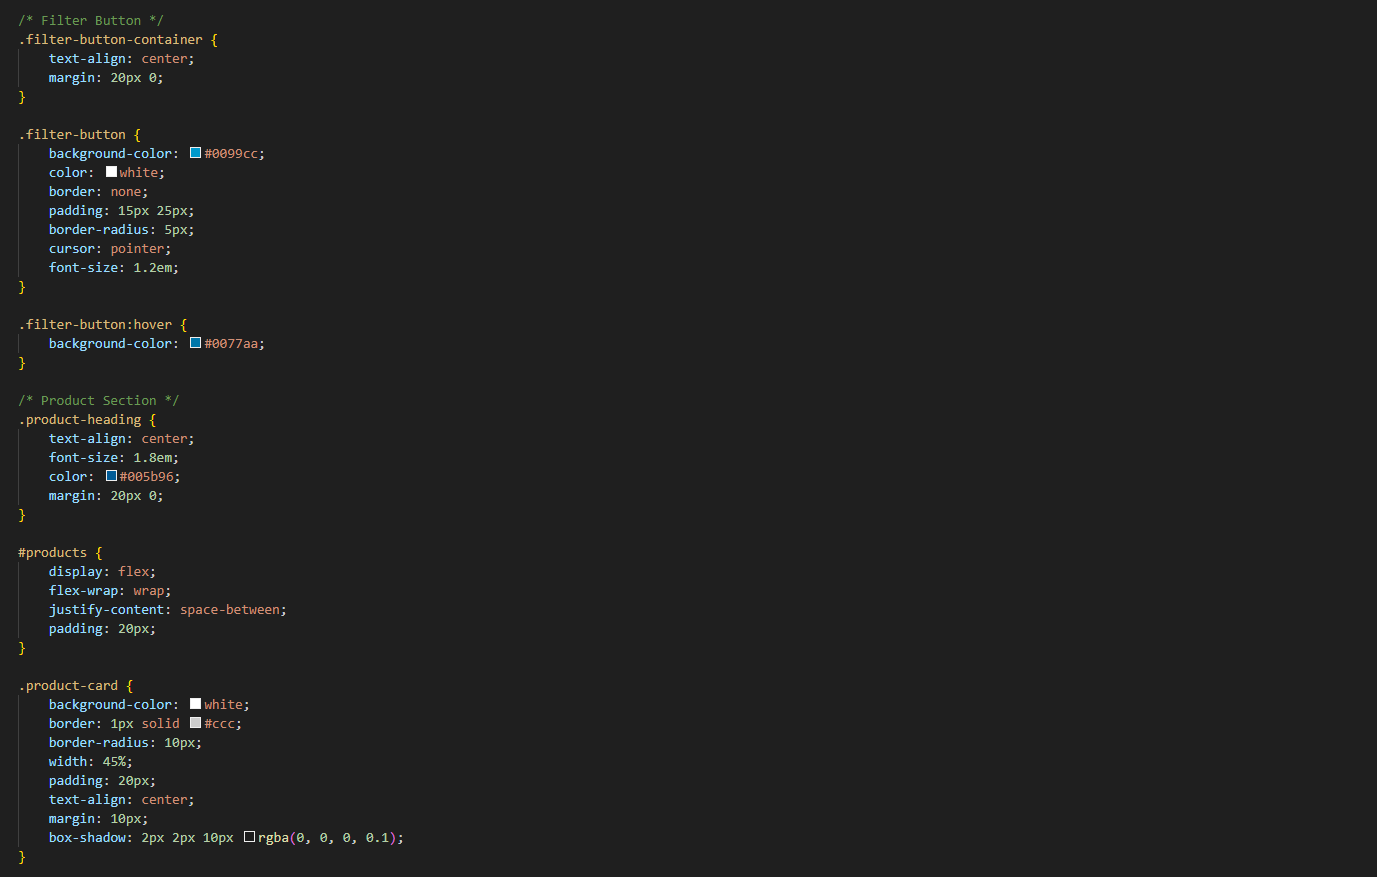 /* Filter Button */
.filter-button-container {
    text-align: center;
    margin: 20px 0;
}

.filter-button {
    background-color: #0099cc;
    color: white;
    border: none;
    padding: 15px 25px;
    border-radius: 5px;
    cursor: pointer;
    font-size: 1.2em;
}

.filter-button:hover {
    background-color: #0077aa;
}

/* Product Section */
.product-heading {
    text-align: center;
    font-size: 1.8em;
    color: #005b96;
    margin: 20px 0;
}

#products {
    display: flex;
    flex-wrap: wrap;
    justify-content: space-between;
    padding: 20px;
}

.product-card {
    background-color: white;
    border: 1px solid #ccc;
    border-radius: 10px;
    width: 45%;
    padding: 20px;
    text-align: center;
    margin: 10px;
    box-shadow: 2px 2px 10px rgba(0, 0, 0, 0.1);
}